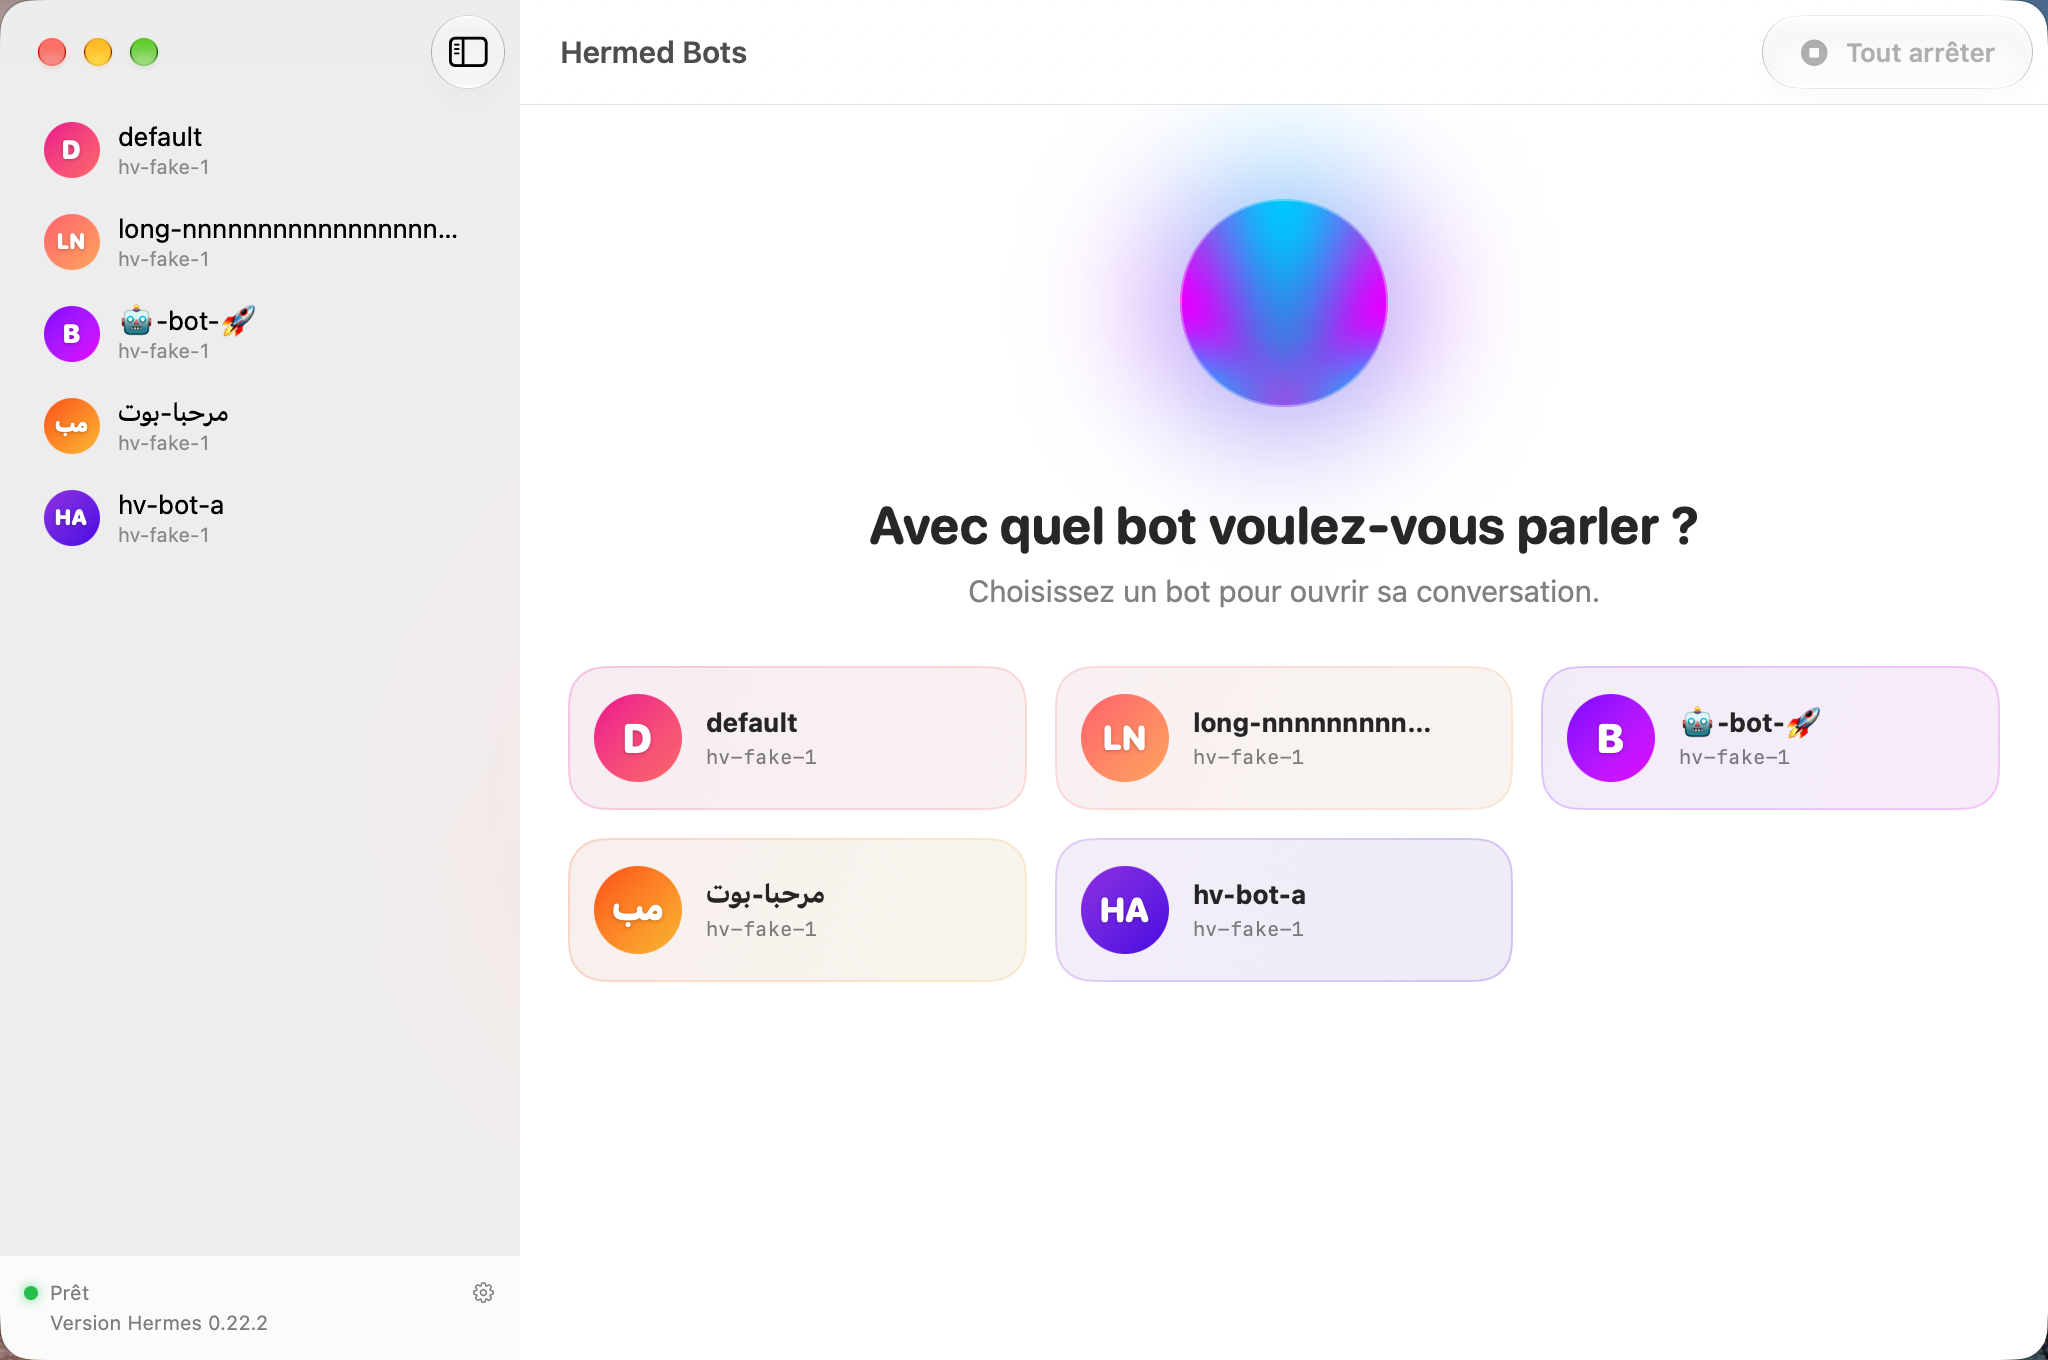 Hermed Bots
Tout arrêter
D
default
hv-fake-1
LN
long-nnnnnnnnnnnnnnnnn...
hv-fake-1
B
🤖-bot-🚀
hv-fake-1
مب
مرحبا-بوت
hv-fake-1
HA
hv-bot-a
hv-fake-1
Prêt
Version Hermes 0.22.2
Avec quel bot voulez-vous parler ?
Choisissez un bot pour ouvrir sa conversation.
D
default
hv-fake-1
LN
long-nnnnnnnnnn...
hv-fake-1
B
🤖-bot-🚀
hv-fake-1
مب
مرحبا-بوت
hv-fake-1
HA
hv-bot-a
hv-fake-1